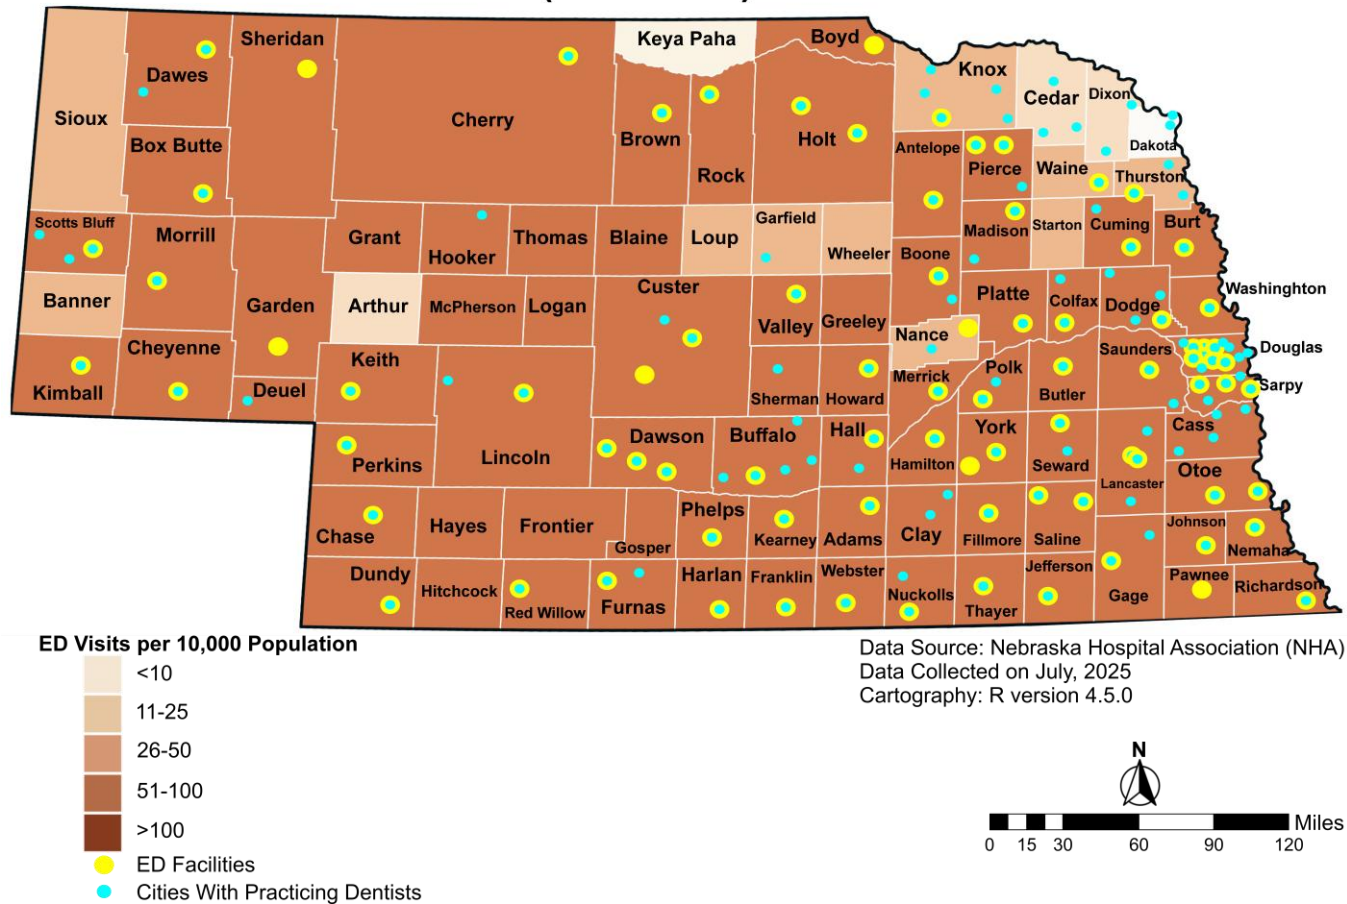 Sheridan
Keya Paha
Boyd
Dawes
Knox
Cedar
Dixon
Sioux
Cherry
Box Butte
Brown
Holt
Antelope
Dakota
Pierce
Waine
Thurston
Rock
Scotts Bluff
Morrill
Grant
Hooker
Thomas
Blaine
Loup
Garfield
Wheeler
Boone
Madison
Starton
Cuming
Burt
Banner
Garden
Arthur
McPherson
Logan
Custer
Valley
Greeley
Platte
Colfax
Dodge
Washinghton
Nance
Cheyenne
Keith
Saunders
Douglas
Kimball
Deuel
Sherman
Howard
Merrick
Polk
Butler
Sarpy
Perkins
Lincoln
Dawson
Buffalo
Hall
Hamilton
York
Seward
Cass
Lancaster
Otoe
Chase
Hayes
Frontier
Gosper
Phelps
Kearney
Adams
Clay
Fillmore
Saline
Johnson
Nemaha
Dundy
Hitchcock
Red Willow
Furnas
Harlan
Franklin
Webster
Nuckolls
Thayer
Jefferson
Gage
Pawnee
Richardson
ED Visits per 10,000 Population
<10
11-25
26-50
51-100
>100
ED Facilities
Cities With Practicing Dentists
Data Source: Nebraska Hospital Association (NHA)
Data Collected on July, 2025
Cartography: R version 4.5.0
N
Miles
0 15 30 60 90 120